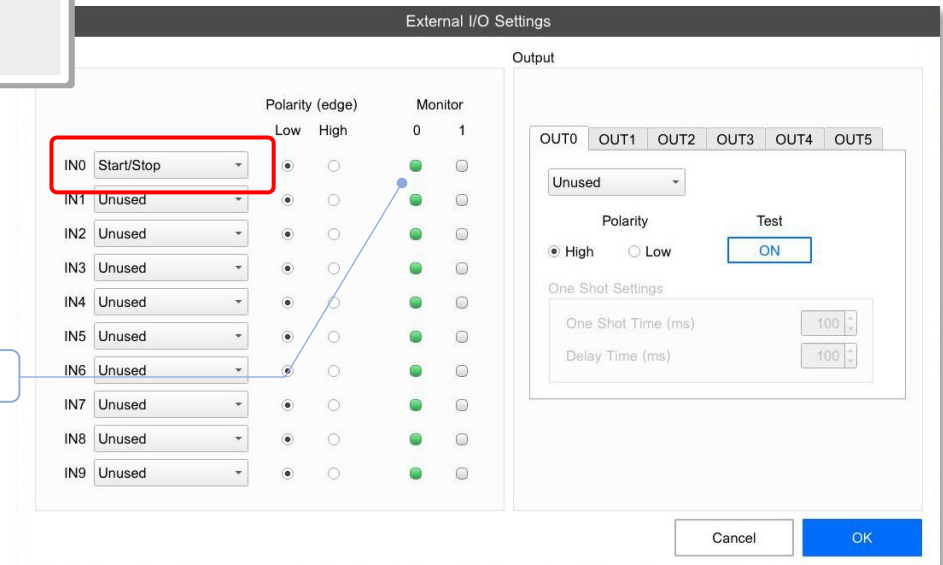 External I/O Settings
Output
Polarity (edge) Monitor
Low High 0 1
IN0 Start/Stop
IN1 Unused
IN2 Unused
IN3 Unused
IN4 Unused
IN5 Unused
IN6 Unused
IN7 Unused
IN8 Unused
IN9 Unused
OUT0 OUT1 OUT2 OUT3 OUT4 OUT5
Unused
Polarity Test
High Low ON
One Shot Settings
One Shot Time (ms) 100
Delay Time (ms) 100
Cancel OK